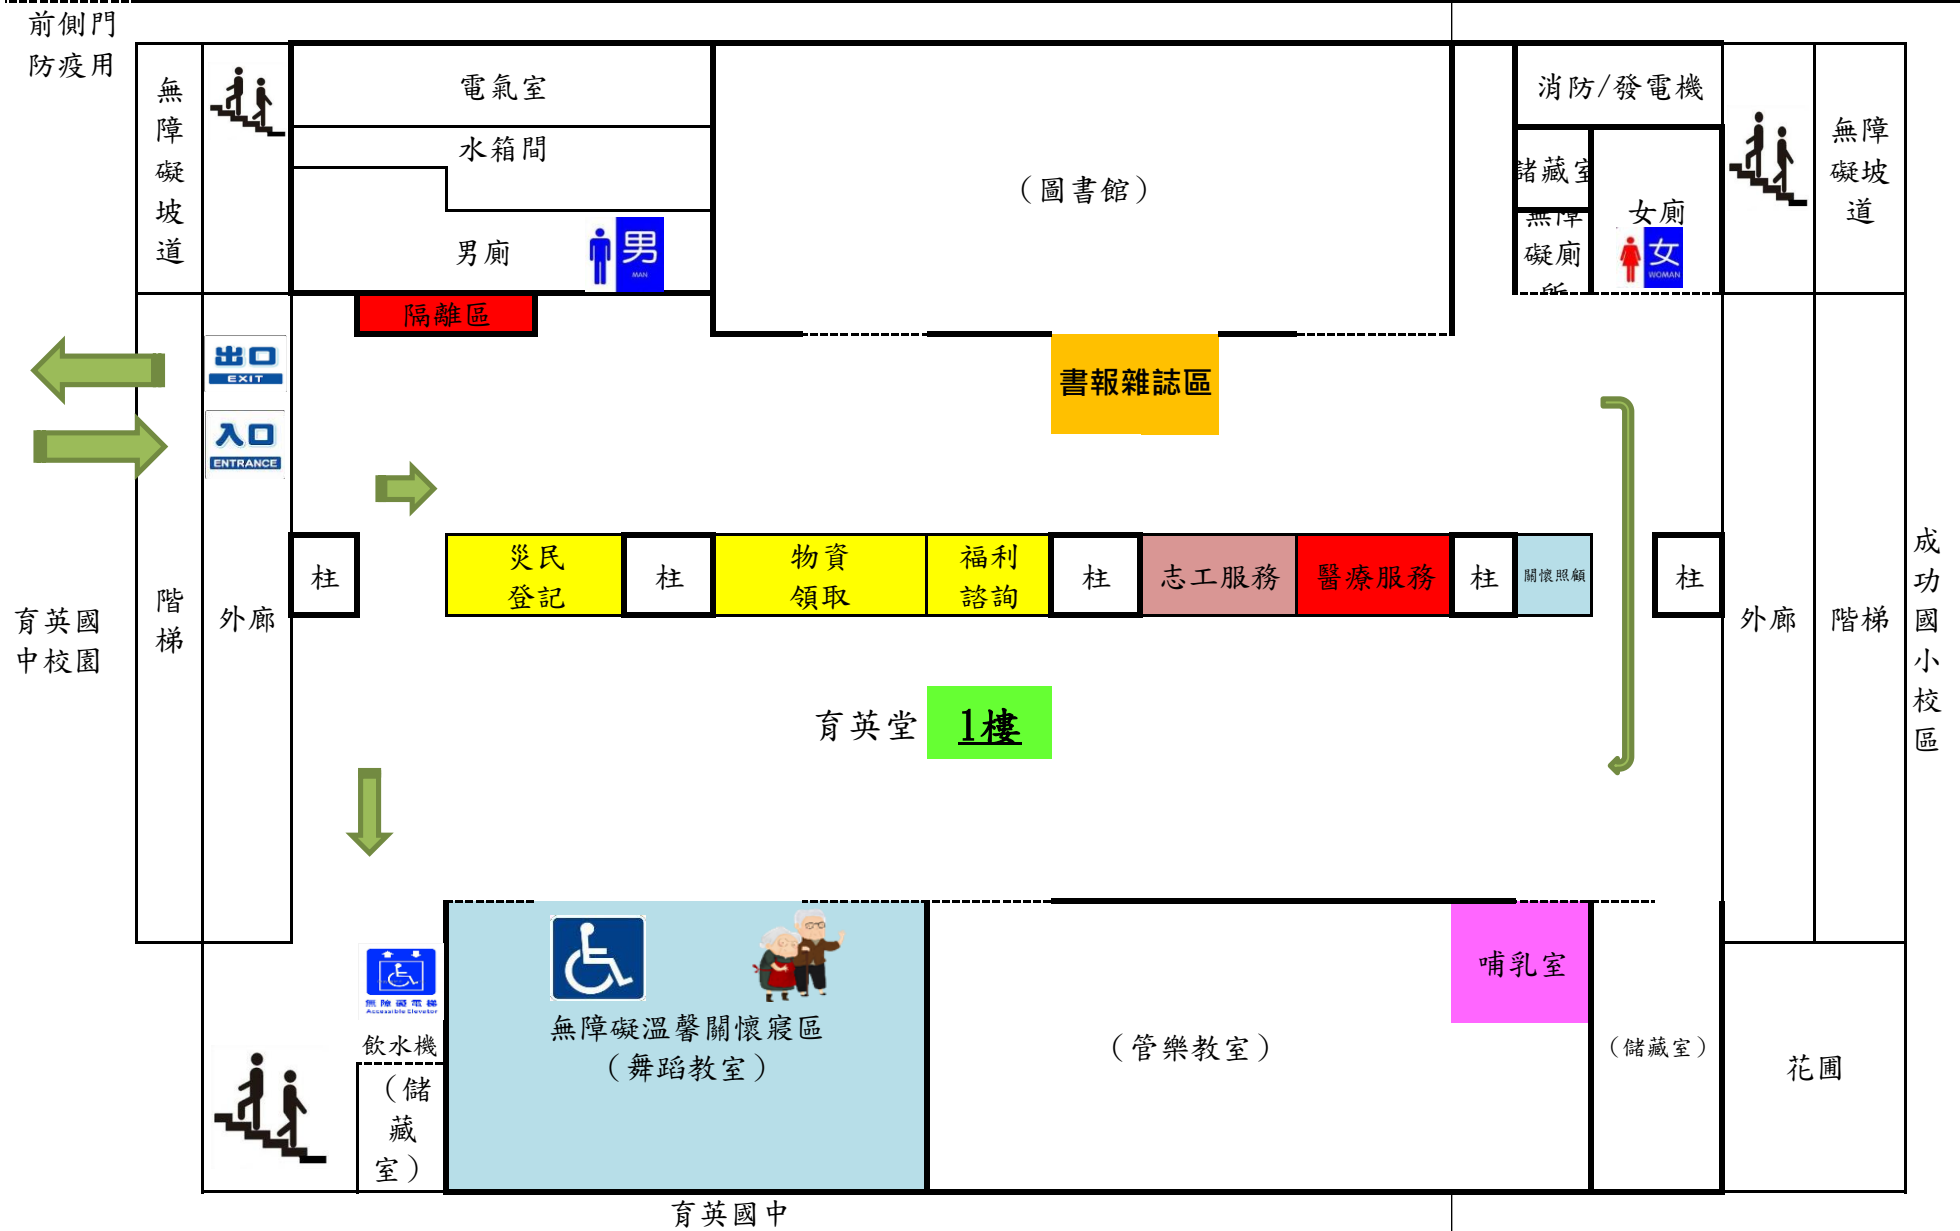 前側門
防疫用
無
障
礙
坡
道
電氣室
水箱間
男廁
男
MAN
(圖書館)
消防/發電機
儲藏室
無障
礙廁
所
女廁
女
WOMAN
無障
礙坡
道
隔離區
出口
EXIT
入口
ENTRANCE
書報雜誌區
柱
災民
登記
柱
物資
領取
福利
諮詢
柱
志工服務
醫療服務
柱
關懷照顧
柱
育英國
中校園
階
梯
外廊
外廊
階梯
成
功
國
小
校
區
育英堂
1樓
無障礙電梯
Accessible Elevator
飲水機
(儲
藏
室)
無障礙溫馨關懷寢區
(舞蹈教室)
(管樂教室)
哺乳室
(儲藏室)
花圃
育英國中